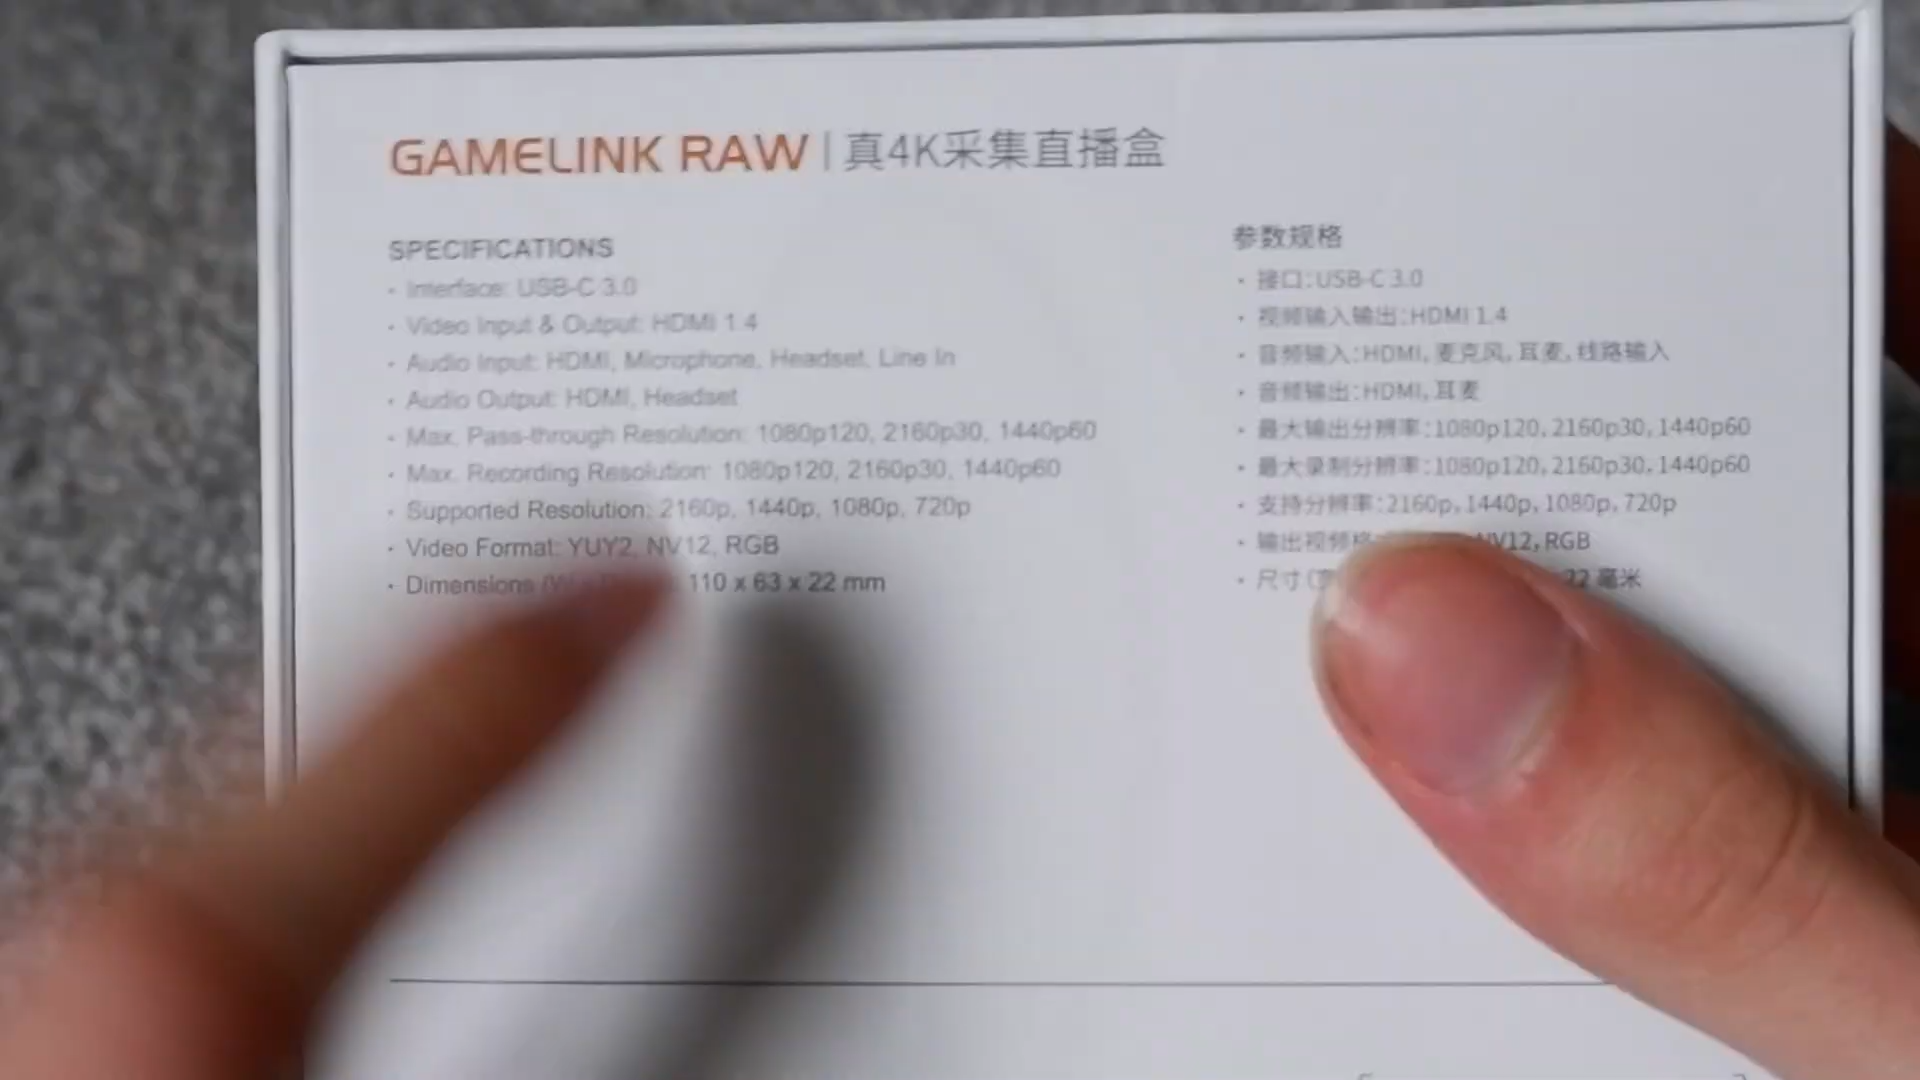 GAMELINK RAW | 真4K采集直播盒
SPECIFICATIONS
· Interface: USB-C 3.0
· Video Input & Output: HDMI 1.4
· Audio Input: HDMI, Microphone, Headset, Line In
· Audio Output: HDMI, Headset
· Max. Pass-through Resolution: 1080p120, 2160p30, 1440p60
· Max. Recording Resolution: 1080p120, 2160p30, 1440p60
· Supported Resolution: 2160p, 1440p, 1080p, 720p
· Video Format: YUY2, NV12, RGB
· Dimensions 110 x 63 x 22 mm
参数规格
· 接口:USB-C 3.0
· 视频输入输出:HDMI 1.4
· 音频输入:HDMI,麦克风,耳麦,线路输入
· 音频输出:HDMI,耳麦
· 最大输出分辨率:1080p120,2160p30,1440p60
· 最大录制分辨率:1080p120,2160p30,1440p60
· 支持分辨率:2160p,1440p,1080p,720p
· 输出视频格 NV12,RGB
· 尺寸( 22 毫米